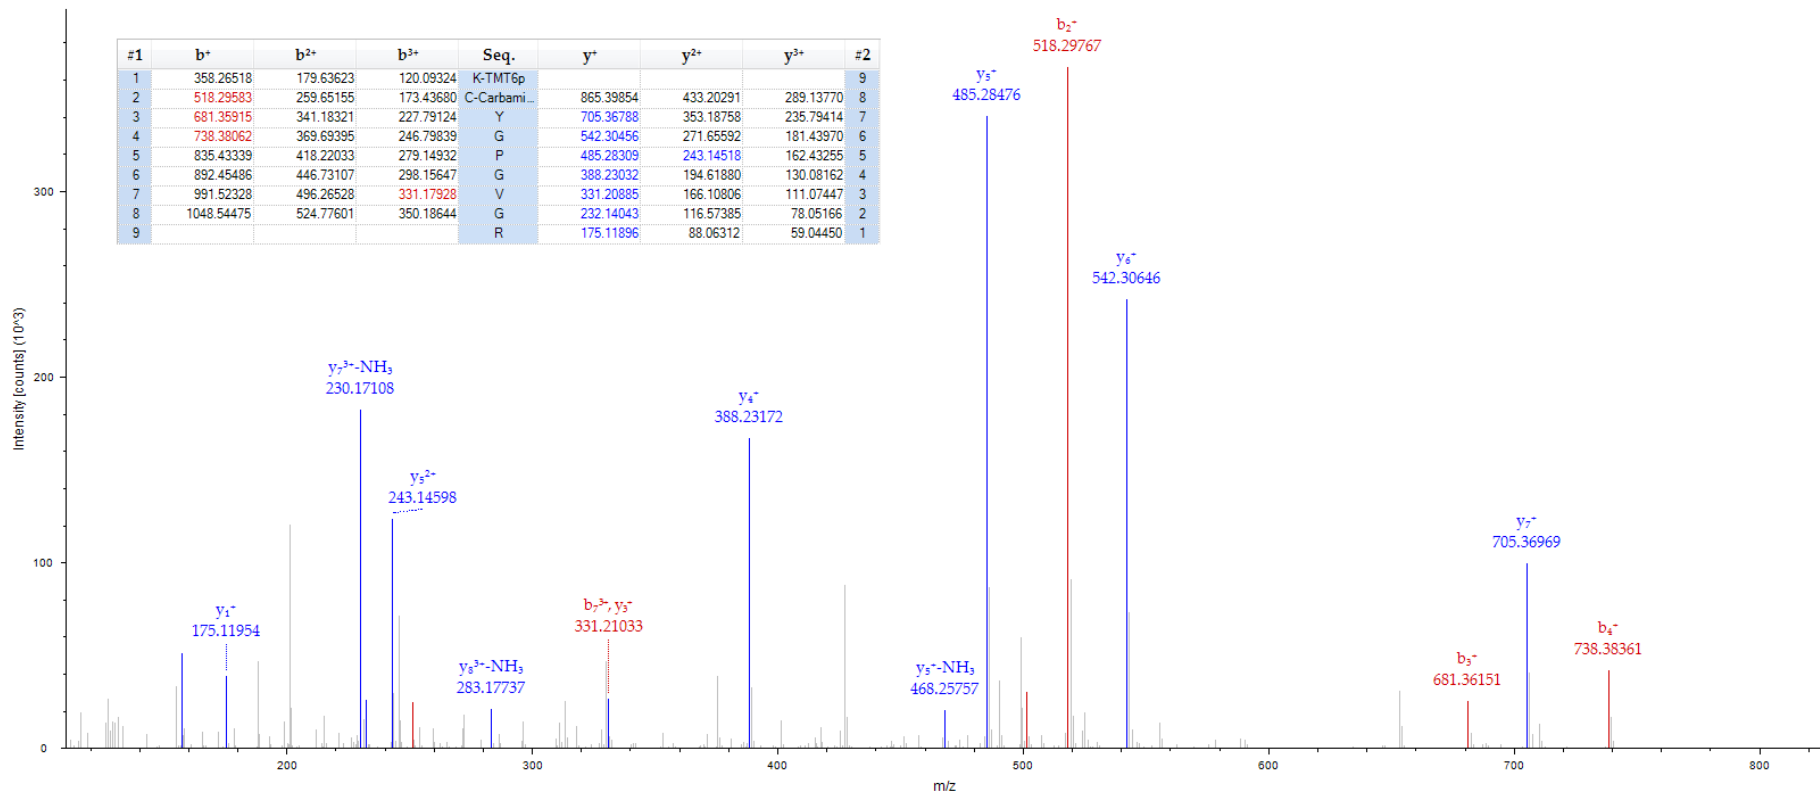 b₂⁺
518.29767
#1 b⁺ b²⁺ b³⁺ Seq. y⁺ y²⁺ y³⁺ #2
1 358.26518 179.63623 120.09324 K-TMT6p 9
2 518.29583 259.65155 173.43680 C-Carbami... 865.39854 433.20291 289.13770 8
3 681.35915 341.18321 227.79124 Y 705.36788 353.18758 235.79414 7
4 738.38062 369.69395 246.79839 G 542.30456 271.65592 181.43970 6
5 835.43339 418.22033 279.14932 P 485.28309 243.14518 162.43255 5
6 892.45486 446.73107 298.15647 G 388.23032 194.61880 130.08162 4
7 991.52328 496.26528 331.17928 V 331.20885 166.10806 111.07447 3
8 1048.54475 524.77601 350.18644 G 232.14043 116.57385 78.05166 2
9 R 175.11896 88.06312 59.04450 1
y₅⁺
485.28476
y₆⁺
542.30646
y₇³⁺-NH₃
230.17108
y₄⁺
388.23172
y₅²⁺
243.14598
y₇⁺
705.36969
y₁⁺
175.11954
b₇³⁺, y₃⁺
331.21033
b₄⁺
738.38361
y₈³⁺-NH₃
283.17737
y₅⁺-NH₃
468.25757
b₃⁺
681.36151
Intensity [counts] (10^3)
300
200
100
0
200 300 400 500 600 700 800
m/z